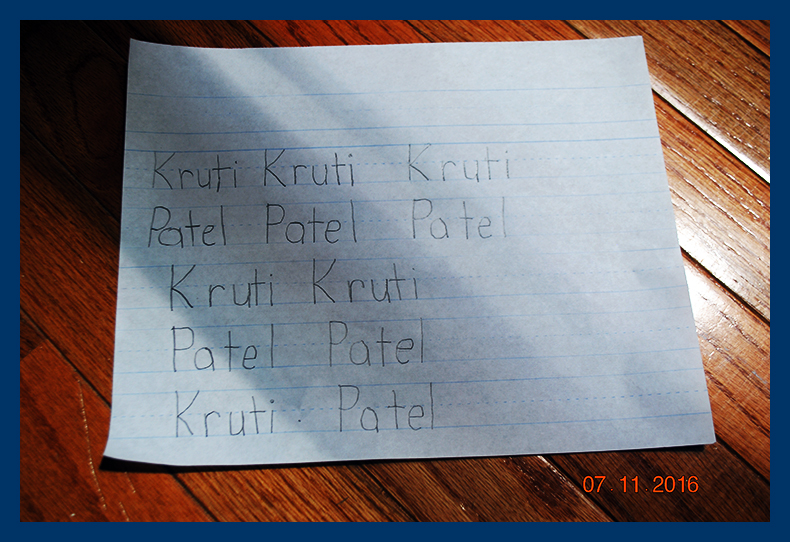 Kruti Kruti Kruti
Patel Patel Patel
Kruti Kruti
Patel Patel
Kruti. Patel
07.11.2016